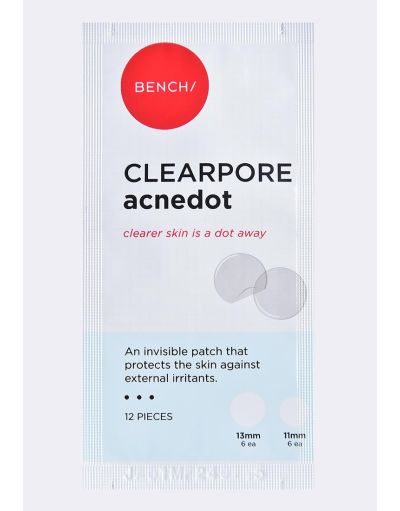 BENCH/
CLEARPORE
acnedot
clearer skin is a dot away
An invisible patch that
protects the skin against
external irritants.
12 PIECES
13mm 11mm
6 ea 6 ea